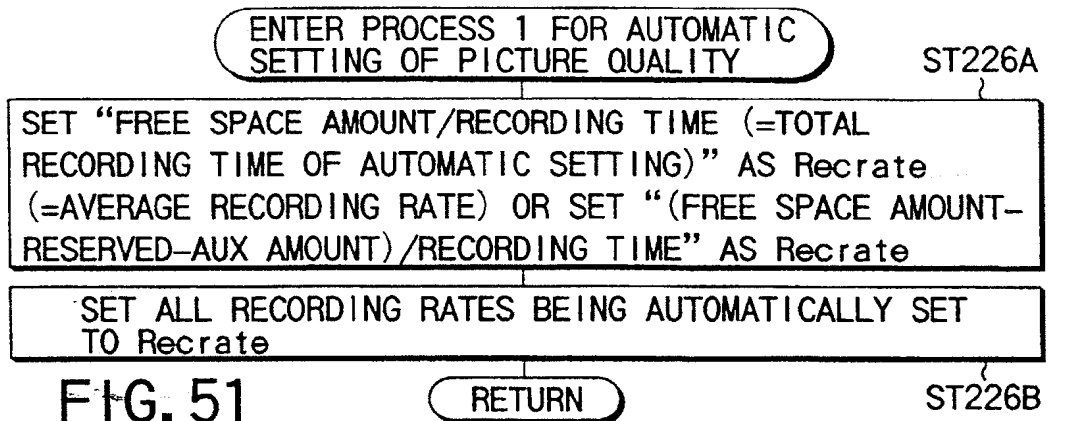 ENTER PROCESS 1 FOR AUTOMATIC
SETTING OF PICTURE QUALITY
ST226A
SET “FREE SPACE AMOUNT/RECORDING TIME (=TOTAL
RECORDING TIME OF AUTOMATIC SETTING)” AS Recrate
(=AVERAGE RECORDING RATE) OR SET “(FREE SPACE AMOUNT–
RESERVED–AUX AMOUNT)/RECORDING TIME” AS Recrate
SET ALL RECORDING RATES BEING AUTOMATICALLY SET
TO Recrate
FIG. 51
RETURN
ST226B